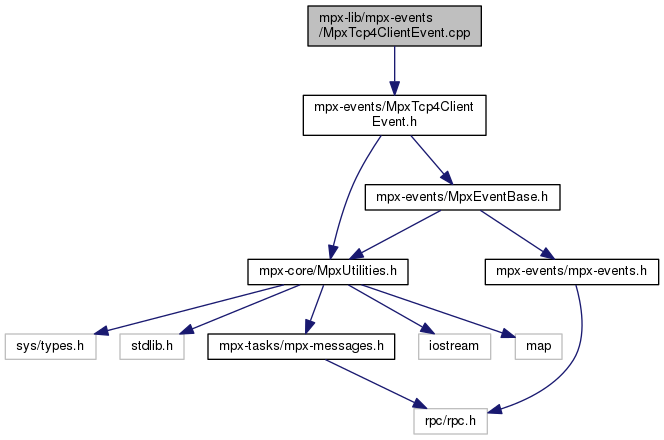 mpx-lib/mpx-events
/MpxTcp4ClientEvent.cpp
mpx-events/MpxTcp4Client
Event.h
mpx-events/MpxEventBase.h
mpx-core/MpxUtilities.h
mpx-events/mpx-events.h
sys/types.h
stdlib.h
mpx-tasks/mpx-messages.h
iostream
map
rpc/rpc.h